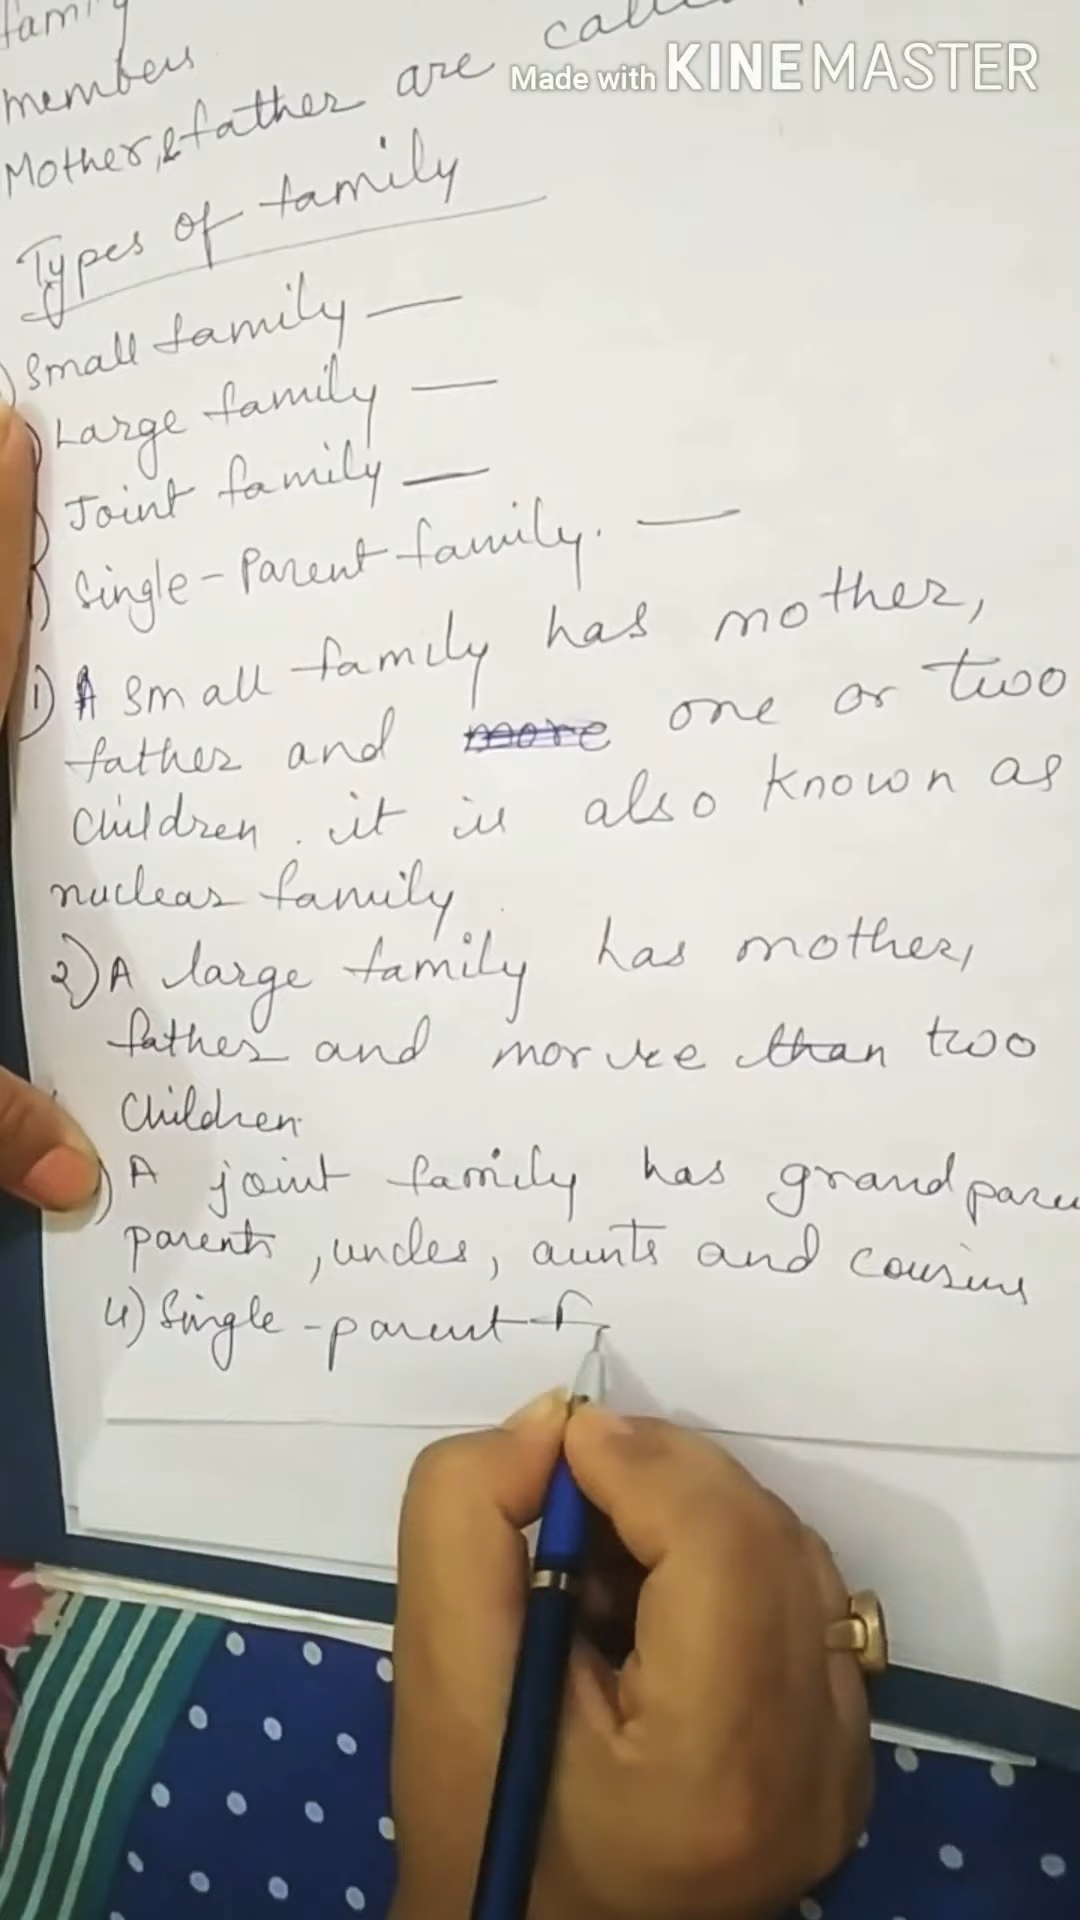 Made with KINEMASTER
family
members
Mother, & father are
Types of family
Small family —
Large family —
Joint family —
Single-Parent family. —
1) A small family has mother,
father and more one or two
children. it is also known as
nuclear family
2) A large family has mother,
father and more than two
children
) A joint family has grand
parents, uncles, aunts and cousins
4) Single-parent f